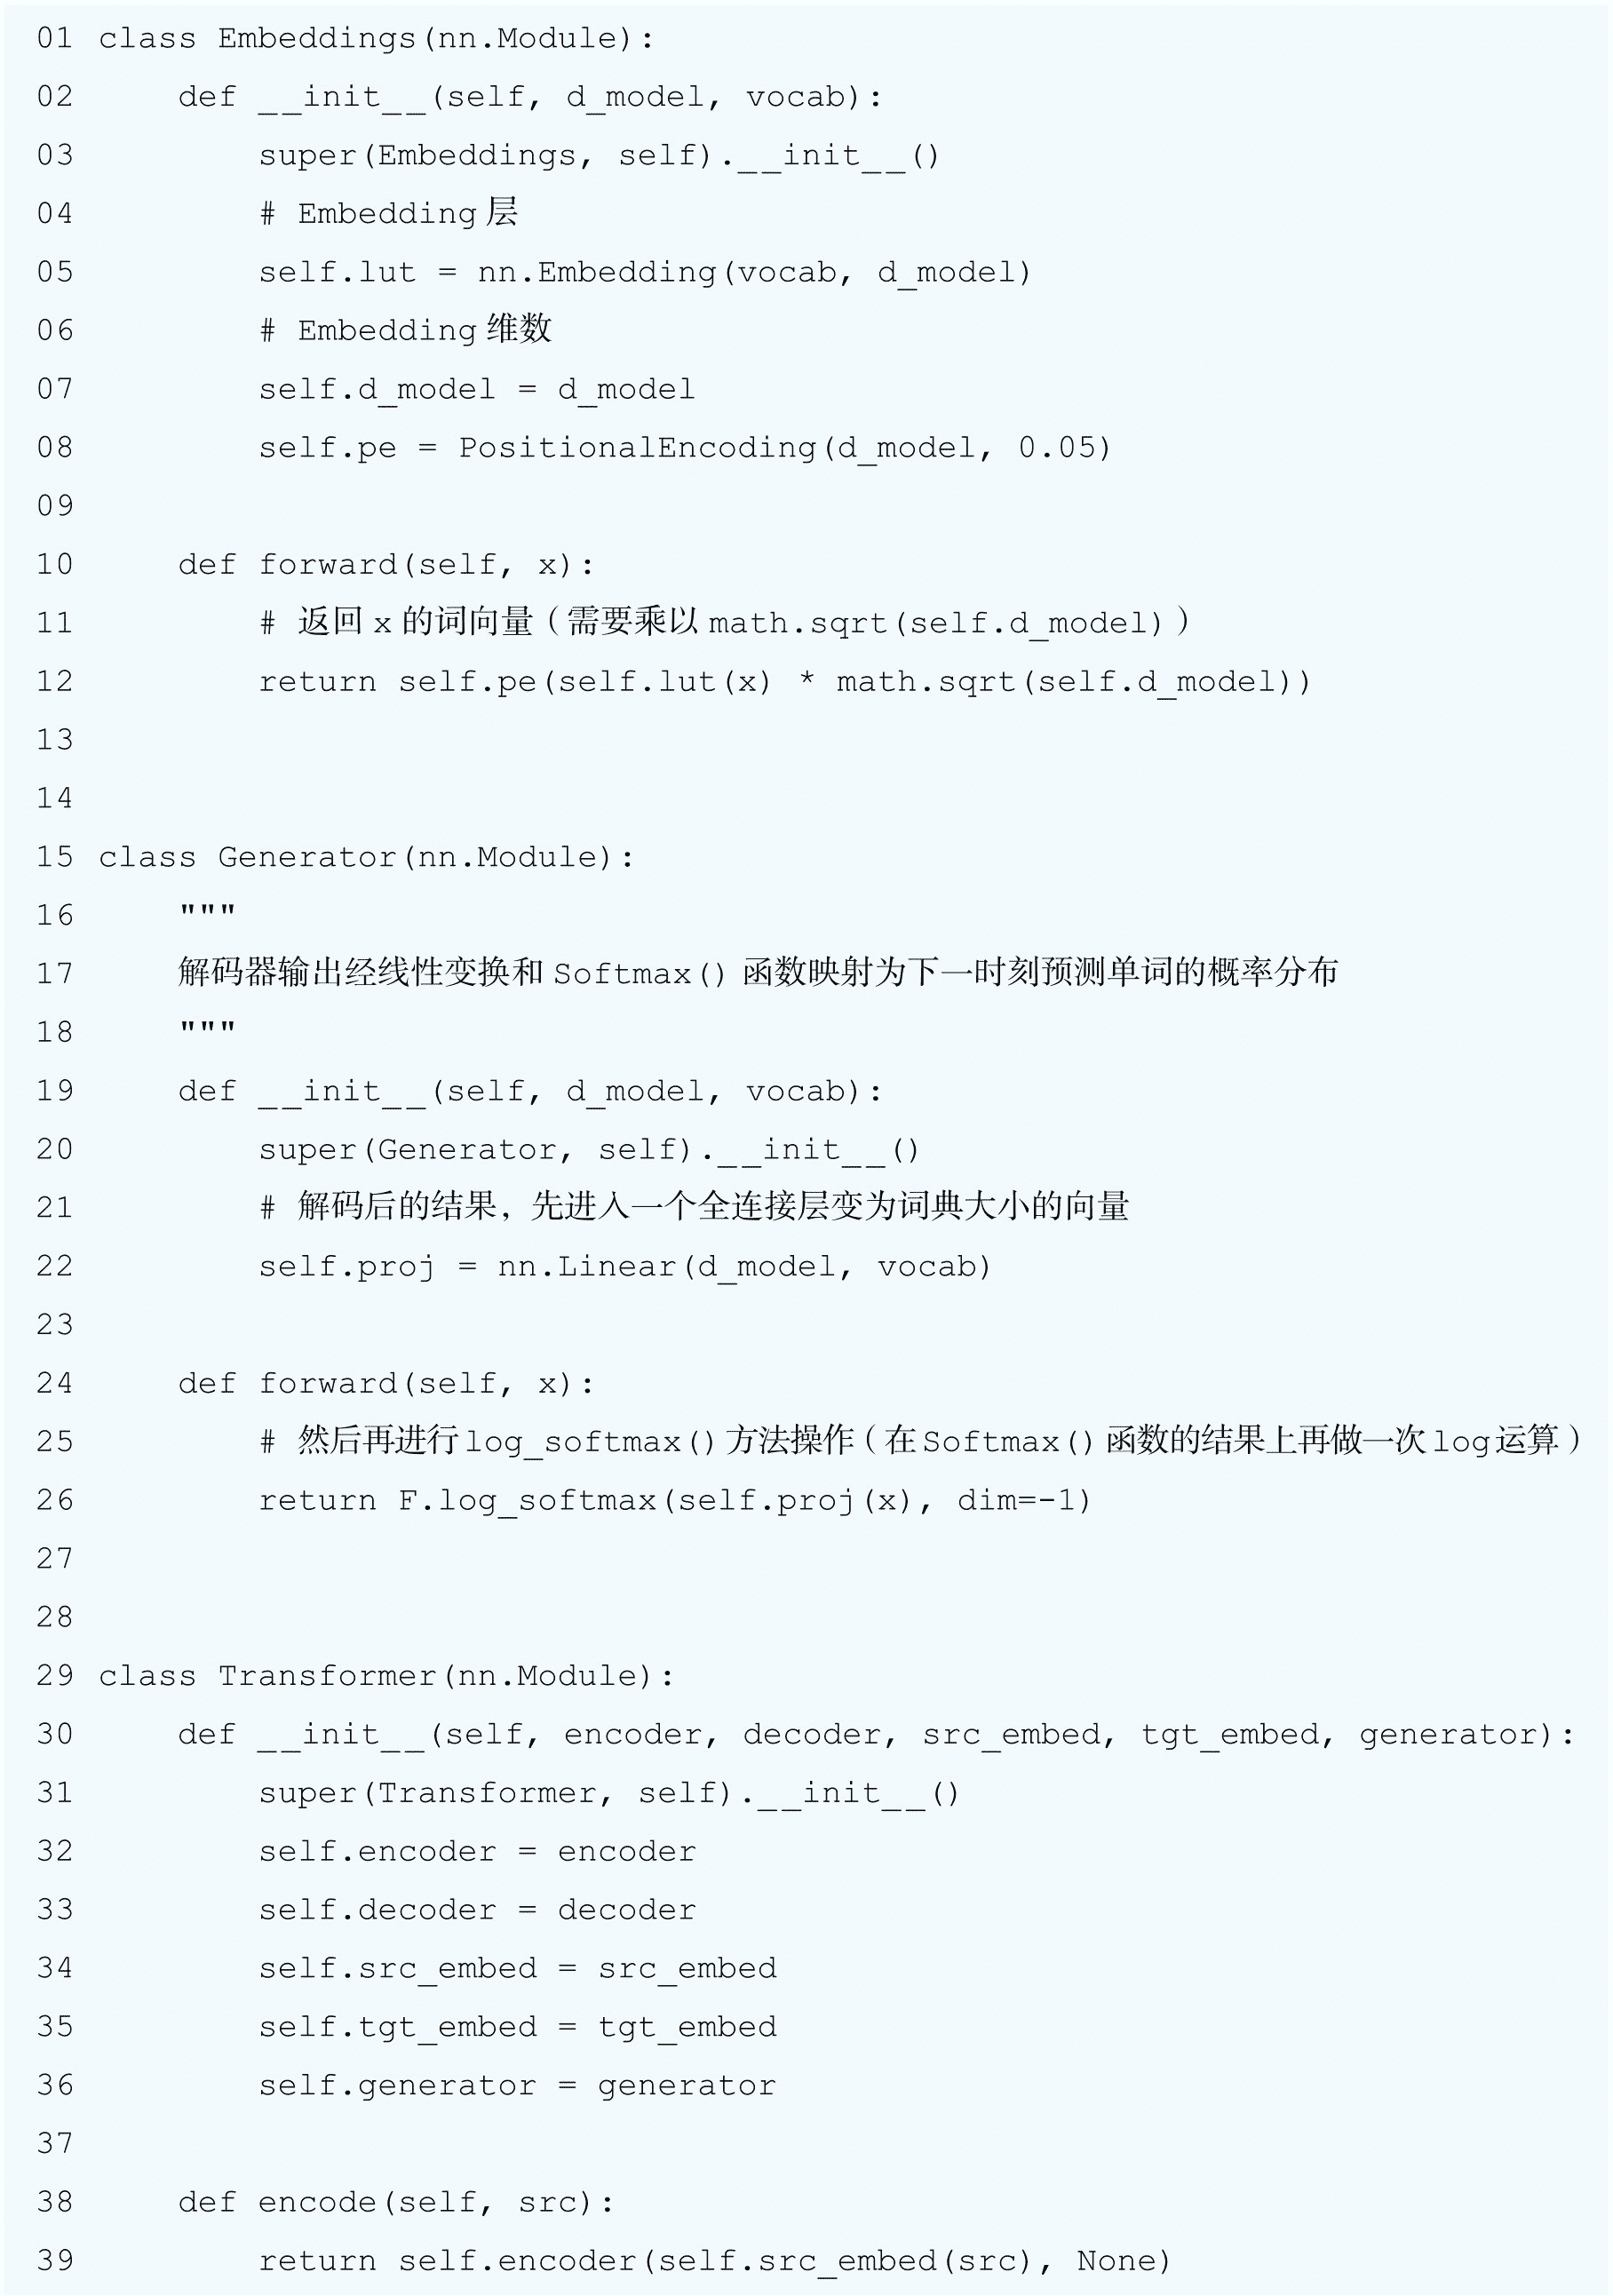 01 class Embeddings(nn.Module):
02     def __init__(self, d_model, vocab):
03         super(Embeddings, self).__init__()
04         # Embedding层
05         self.lut = nn.Embedding(vocab, d_model)
06         # Embedding维数
07         self.d_model = d_model
08         self.pe = PositionalEncoding(d_model, 0.05)
09
10     def forward(self, x):
11         # 返回x的词向量（需要乘以math.sqrt(self.d_model)）
12         return self.pe(self.lut(x) * math.sqrt(self.d_model))
13
14
15 class Generator(nn.Module):
16     """
17     解码器输出经线性变换和Softmax()函数映射为下一时刻预测单词的概率分布
18     """
19     def __init__(self, d_model, vocab):
20         super(Generator, self).__init__()
21         # 解码后的结果，先进入一个全连接层变为词典大小的向量
22         self.proj = nn.Linear(d_model, vocab)
23
24     def forward(self, x):
25         # 然后再进行log_softmax()方法操作（在Softmax()函数的结果上再做一次log运算）
26         return F.log_softmax(self.proj(x), dim=-1)
27
28
29 class Transformer(nn.Module):
30     def __init__(self, encoder, decoder, src_embed, tgt_embed, generator):
31         super(Transformer, self).__init__()
32         self.encoder = encoder
33         self.decoder = decoder
34         self.src_embed = src_embed
35         self.tgt_embed = tgt_embed
36         self.generator = generator
37
38     def encode(self, src):
39         return self.encoder(self.src_embed(src), None)